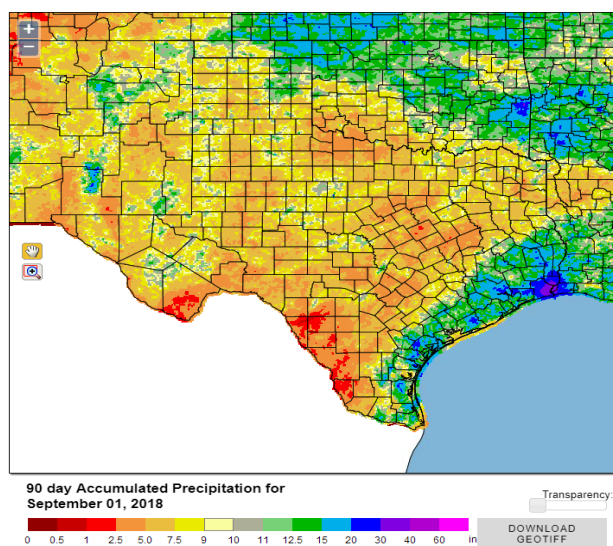 +
−
90 day Accumulated Precipitation for
September 01, 2018
Transparency:
0 0.5 1 2.5 5.0 7.5 9 10 11 12.5 15 20 30 40 60 in
DOWNLOAD
GEOTIFF